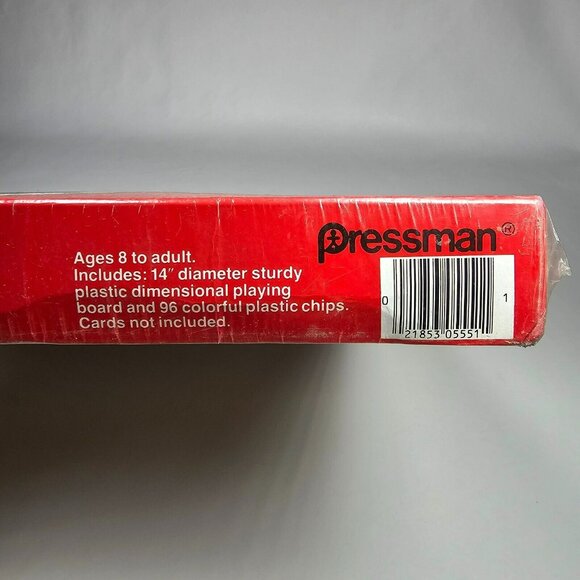 Pressman®
Ages 8 to adult.
Includes: 14" diameter sturdy
plastic dimensional playing
board and 96 colorful plastic chips.
Cards not included.
0 21853 05551 1